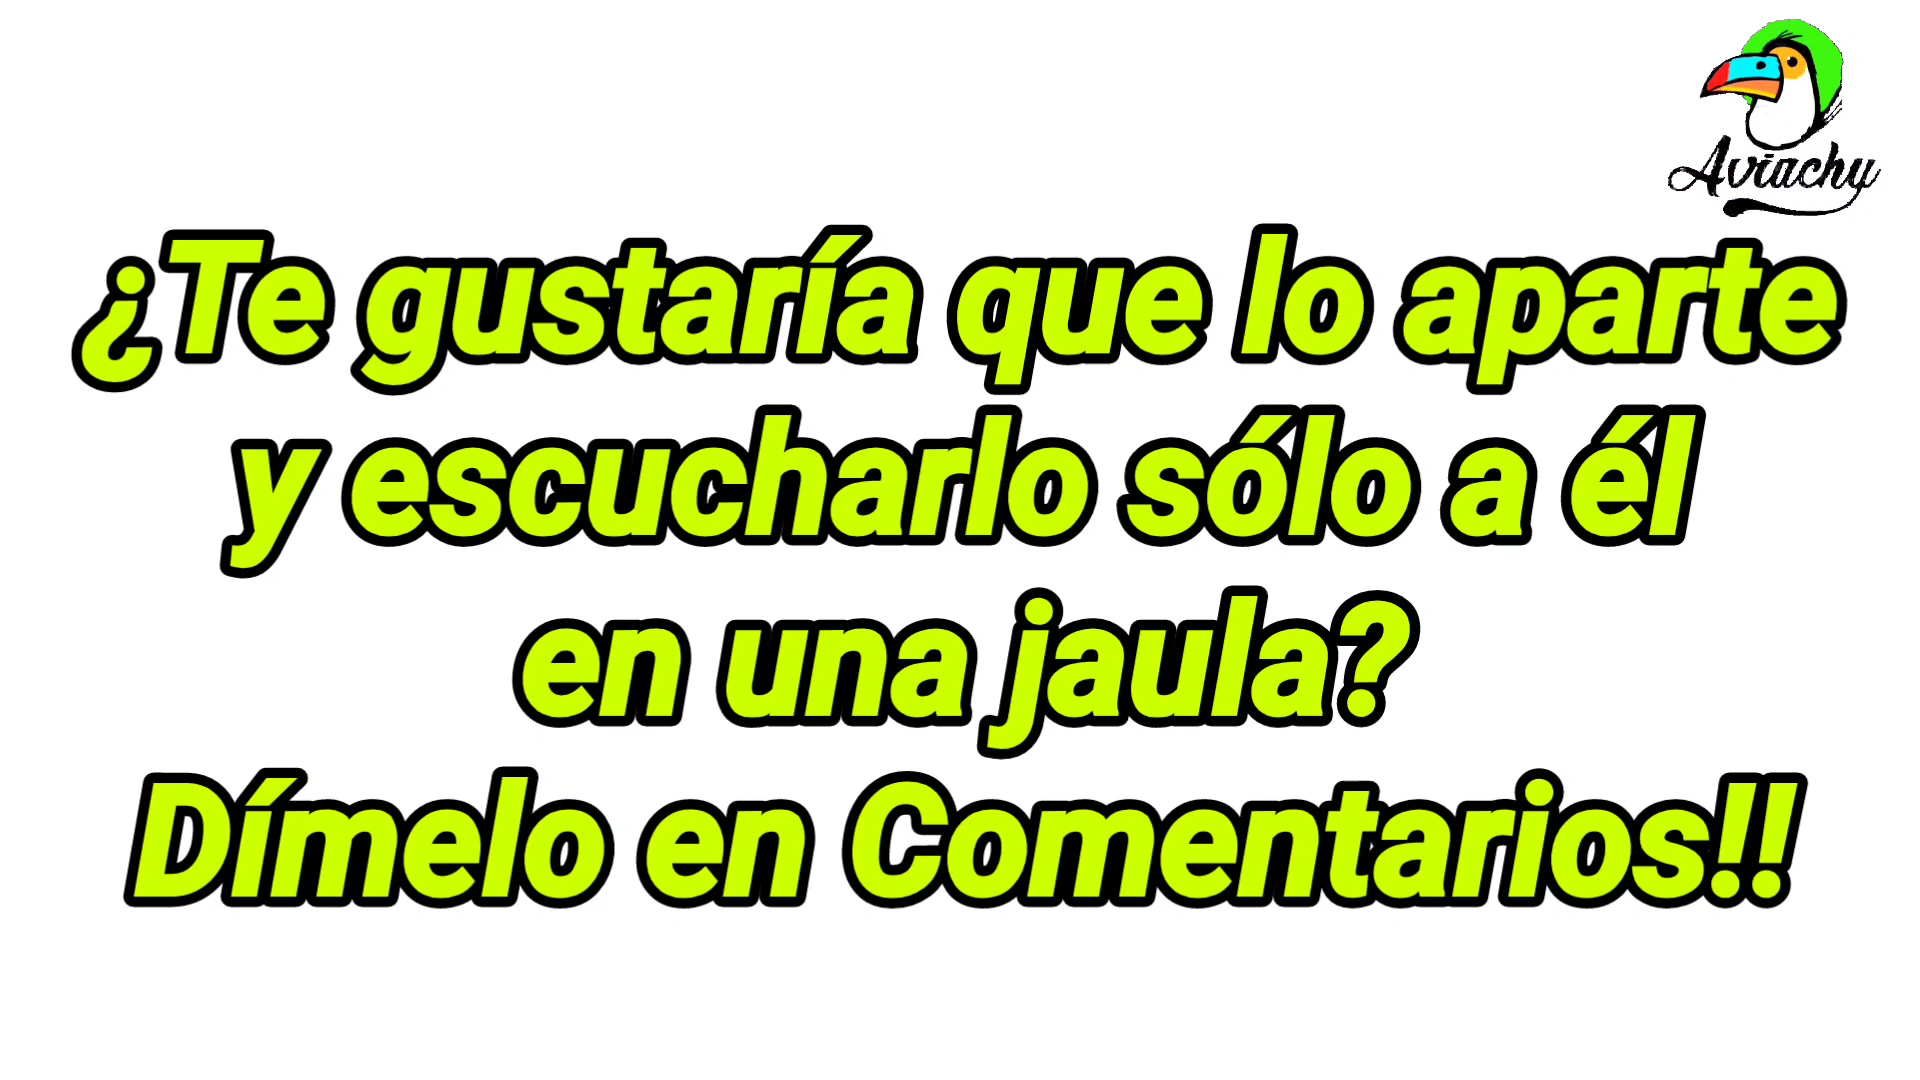 Aviachy
¿Te gustaría que lo aparte
y escucharlo sólo a él
en una jaula?
Dímelo en Comentarios!!